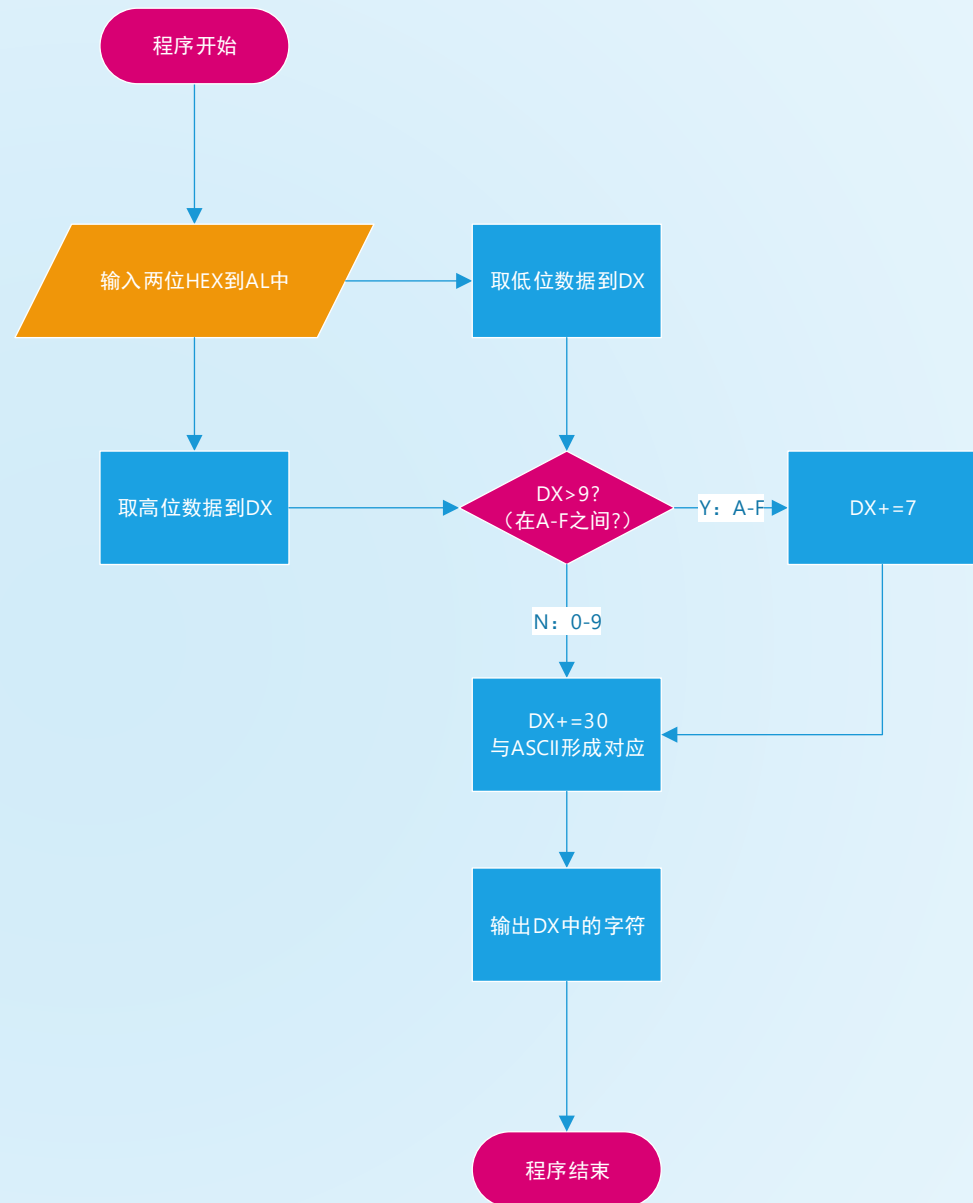 程序开始
输入两位HEX到AL中
取低位数据到DX
取高位数据到DX
DX>9?
（在A-F之间?）
Y：A-F
DX+=7
N：0-9
DX+=30
与ASCII形成对应
输出DX中的字符
程序结束